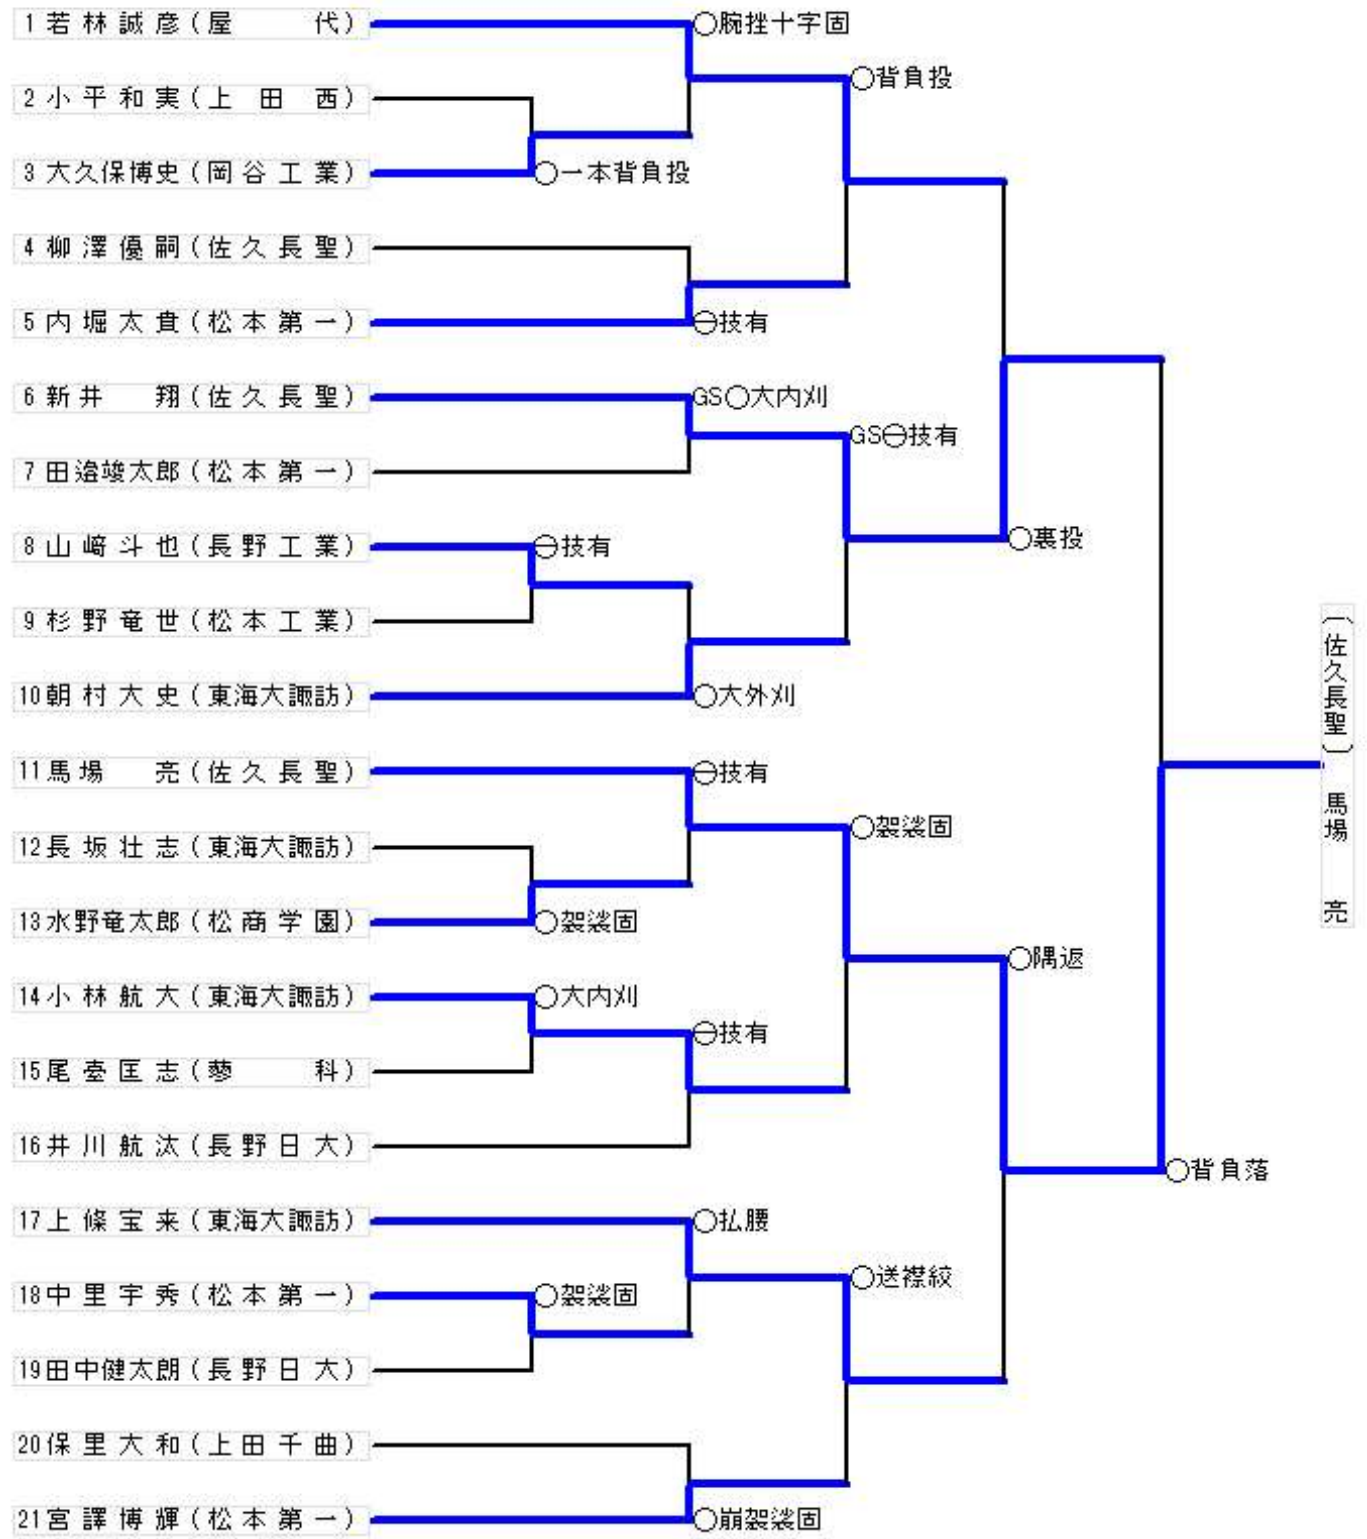 1 若林誠彦(屋 代)
○腕挫十字固
○背負投
2 小平和実(上田西)
3 大久保博史(岡谷工業)
○一本背負投
4 柳澤優嗣(佐久長聖)
5 内堀太貴(松本第一)
⊖技有
6 新井 翔(佐久長聖)
GS○大内刈
GS⊖技有
7 田邉竣太郎(松本第一)
8 山﨑斗也(長野工業)
⊖技有
○裏投
9 杉野竜世(松本工業)
10 朝村大史(東海大諏訪)
○大外刈
11 馬場 亮(佐久長聖)
⊖技有
○袈裟固
12 長坂壮志(東海大諏訪)
13 水野竜太郎(松商学園)
○袈裟固
○隅返
14 小林航大(東海大諏訪)
○大内刈
⊖技有
15 尾臺匡志(蓼 科)
16 井川航汰(長野日大)
○背負落
17 上條宝来(東海大諏訪)
○払腰
○送襟絞
18 中里宇秀(松本第一)
○袈裟固
19 田中健太朗(長野日大)
20 保里大和(上田千曲)
21 宮譯博輝(松本第一)
○崩袈裟固
(佐久長聖) 馬場 亮